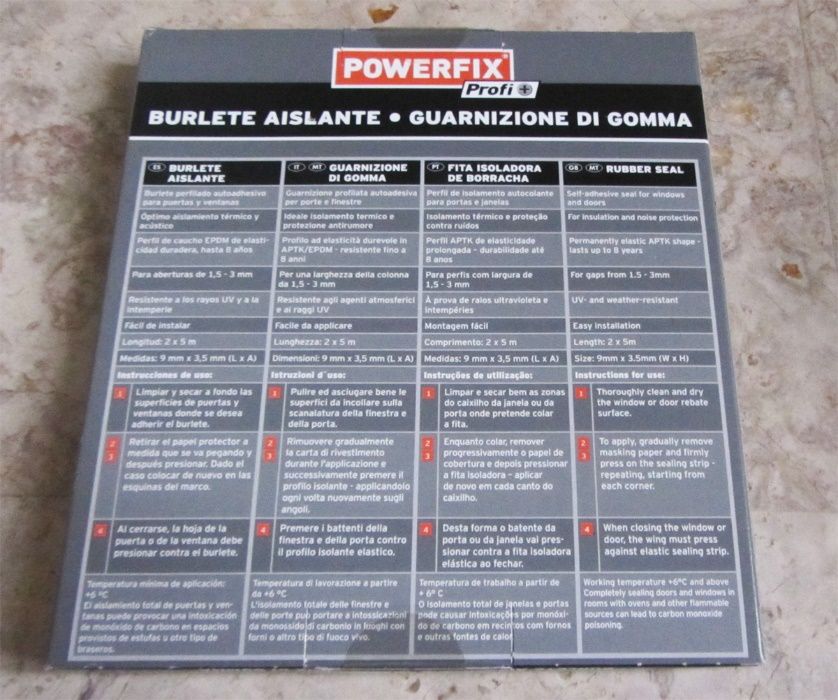 POWERFIX
Profi +
BURLETE AISLANTE • GUARNIZIONE DI GOMMA
ES BURLETE
AISLANTE
Burlete perfilado autoadhesivo
para puertas y ventanas
Óptimo aislamiento térmico y
acústico
Perfil de caucho EPDM de elasti-
cidad duradera, hasta 8 años
Para aberturas de 1,5 - 3 mm
Resistente a los rayos UV y a la
intemperie
Fácil de instalar
Longitud: 2 x 5 m
Medidas: 9 mm x 3,5 mm (L x A)
Instrucciones de uso:
1 Limpiar y secar a fondo las
superficies de puertas y
ventanas donde se desea
adherir el burlete.
2 Retirar el papel protector a
3 medida que se va pegando y
después presionar. Dado el
caso colocar de nuevo en las
esquinas del marco.
4 Al cerrarse, la hoja de la
puerta o de la ventana debe
presionar contra el burlete.
Temperatura mínima de aplicación:
+6 ºC
El aislamiento total de puertas y ven-
tanas puede provocar una intoxicación
de monóxido de carbono en espacios
provistos de estufas u otro tipo de
braseros.
IT MT GUARNIZIONE
DI GOMMA
Guarnizione profilata autoadesiva
per porte e finestre
Ideale isolamento termico e
protezione antirumore
Profilo ad elasticità durevole in
APTK/EPDM - resistente fino a
8 anni
Per una larghezza della colonna
da 1,5 - 3 mm
Resistente agli agenti atmosferici
e ai raggi UV
Facile da applicare
Lunghezza: 2 x 5 m
Dimensioni: 9 mm x 3,5 mm (L x A)
Istruzioni d´uso:
1 Pulire ed asciugare bene le
superfici da incollare sulla
scanalatura della finestra e
della porta.
2 Rimuovere gradualmente
3 la carta di rivestimento
durante l'applicazione e
successivamente premere il
profilo isolante - applicandolo
ogni volta nuovamente sugli
angoli.
4 Premere i battenti della
finestra e della porta contro
il profilo isolante elastico.
Temperatura di lavorazione a partire
da +6 ºC
L'isolamento totale delle finestre e
delle porte può portare a intossicazioni
da monossido di carbonio in luoghi con
forni o altro tipo di fuoco vivo.
PT FITA ISOLADORA
DE BORRACHA
Perfil de isolamento autocolante
para portas e janelas
Isolamento térmico e proteção
contra ruídos
Perfil APTK de elasticidade
prolongada - durabilidade até
8 anos
Para perfis com largura de
1,5 - 3 mm
À prova de raios ultravioleta e
intempéries
Montagem fácil
Comprimento: 2 x 5 m
Medidas: 9 mm x 3,5 mm (L x A)
Instruções de utilização:
1 Limpar e secar bem as zonas
do caixilho da janela ou da
porta onde pretende colar
a fita.
2 Enquanto colar, remover
3 progressivamente o papel de
cobertura e depois pressionar
a fita isoladora - aplicar
de novo em cada canto do
caixilho.
4 Desta forma o batente da
porta ou da janela vai pres-
sionar contra a fita isoladora
elástica ao fechar.
Temperatura de trabalho a partir de
+ 6º C
O isolamento total de janelas e portas
pode causar intoxicações por monóxi-
do de carbono em recintos com fornos
e outras fontes de calor
GB MT RUBBER SEAL
Self-adhesive seal for windows
and doors
For insulation and noise protection
Permanently elastic APTK shape -
lasts up to 8 years
For gaps from 1.5 - 3mm
UV- and weather-resistant
Easy installation
Length: 2 x 5m
Size: 9mm x 3.5mm (W x H)
Instructions for use:
1 Thoroughly clean and dry
the window or door rebate
surface.
2 To apply, gradually remove
3 masking paper and firmly
press on the sealing strip -
repeating, starting from
each corner.
4 When closing the window or
door, the wing must press
against elastic sealing strip.
Working temperature +6ºC and above
Completely sealing doors and windows in
rooms with ovens and other flammable
sources can lead to carbon monoxide
poisoning.